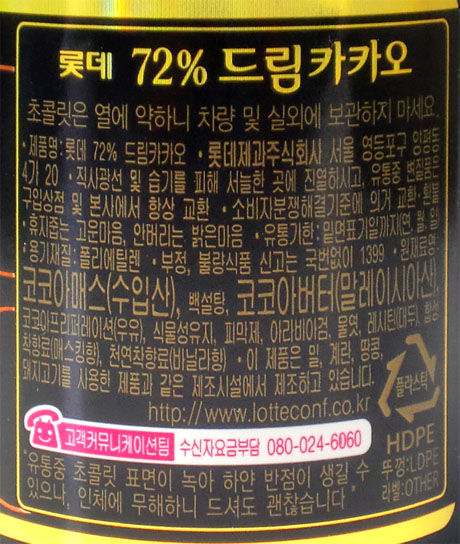 롯데 72% 드림카카오
초콜릿은 열에 약하니 차량 및 실외에 보관하지 마세요.
· 제품명:롯데 72% 드림카카오 · 롯데제과주식회사 서울 영등포구 양평동
4가 20 · 직사광선 및 습기를 피해 서늘한 곳에 진열하시고, 유통중 변질품은
구입상점 및 본사에서 항상 교환 · 소비자분쟁해결기준에 의거 교환 환불
· 휴지줍는 고운마음, 안버리는 밝은마음 · 유통기한:밑면표기일까지(연,월,일)
· 용기재질:폴리에틸렌 · 부정, 불량식품 신고는 국번없이 1399 · 원재료명:
코코아매스(수입산), 백설탕, 코코아버터(말레이시아산),
코코아프리퍼레이션(우유), 식물성유지, 피막제, 아라비아검, 물엿, 레시틴(대두), 합성
착향료(매스킹향), 천연착향료(바닐라향) · 이 제품은 밀, 계란, 땅콩,
돼지고기를 사용한 제품과 같은 제조시설에서 제조하고 있습니다.
http://www.lotteconf.co.kr
고객커뮤니케이션팀 수신자요금부담 080-024-6060
플라스틱
HDPE
뚜껑:LDPE
라벨:OTHER
"유통중 초콜릿 표면이 녹아 하얀 반점이 생길 수
있으나, 인체에 무해하니 드셔도 괜찮습니다"